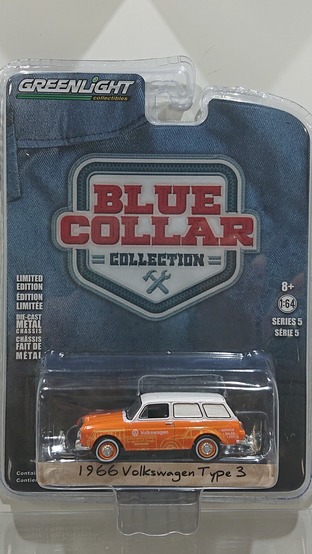 GREENLIGHT
collectibles
BLUE
COLLAR
COLLECTION
LIMITED
EDITION
ÉDITION
LIMITÉE
DIE-CAST
METAL
CHASSIS
CHÂSSIS
FAIT DE
MÉTAL
8+
1:64
SERIES 5
SÉRIE 5
Volkswagen
1966 Volkswagen Type 3